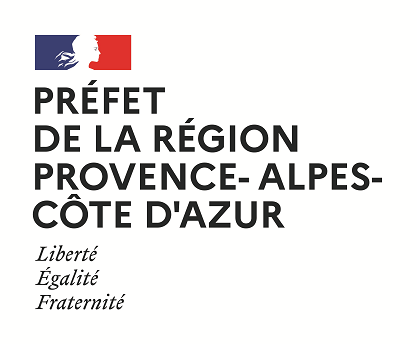 PRÉFET
DE LA RÉGION
PROVENCE- ALPES-
CÔTE D'AZUR
Liberté
Égalité
Fraternité